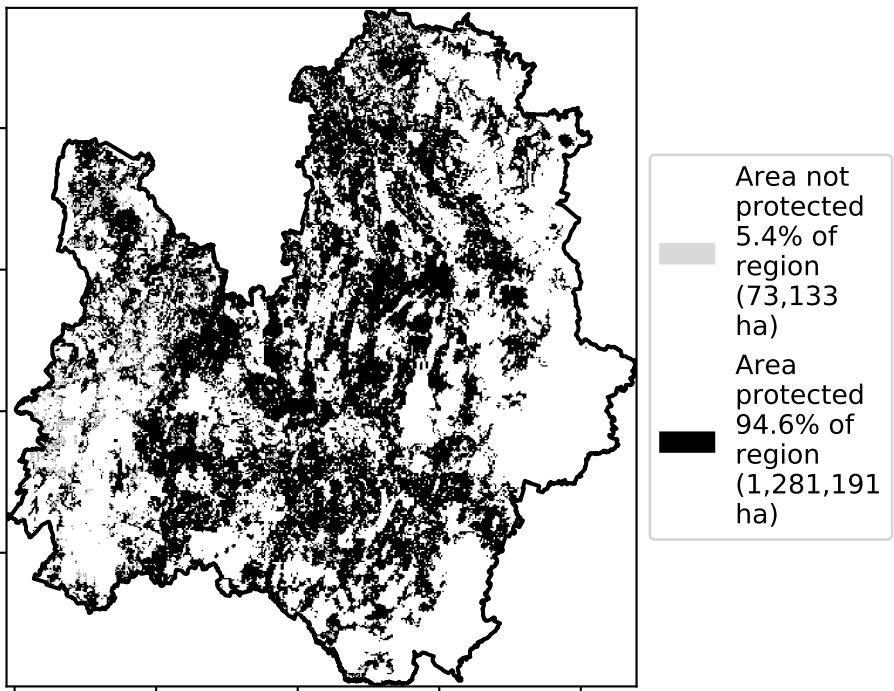 Area not
protected
5.4% of
region
(73,133
ha)
Area
protected
94.6% of
region
(1,281,191
ha)